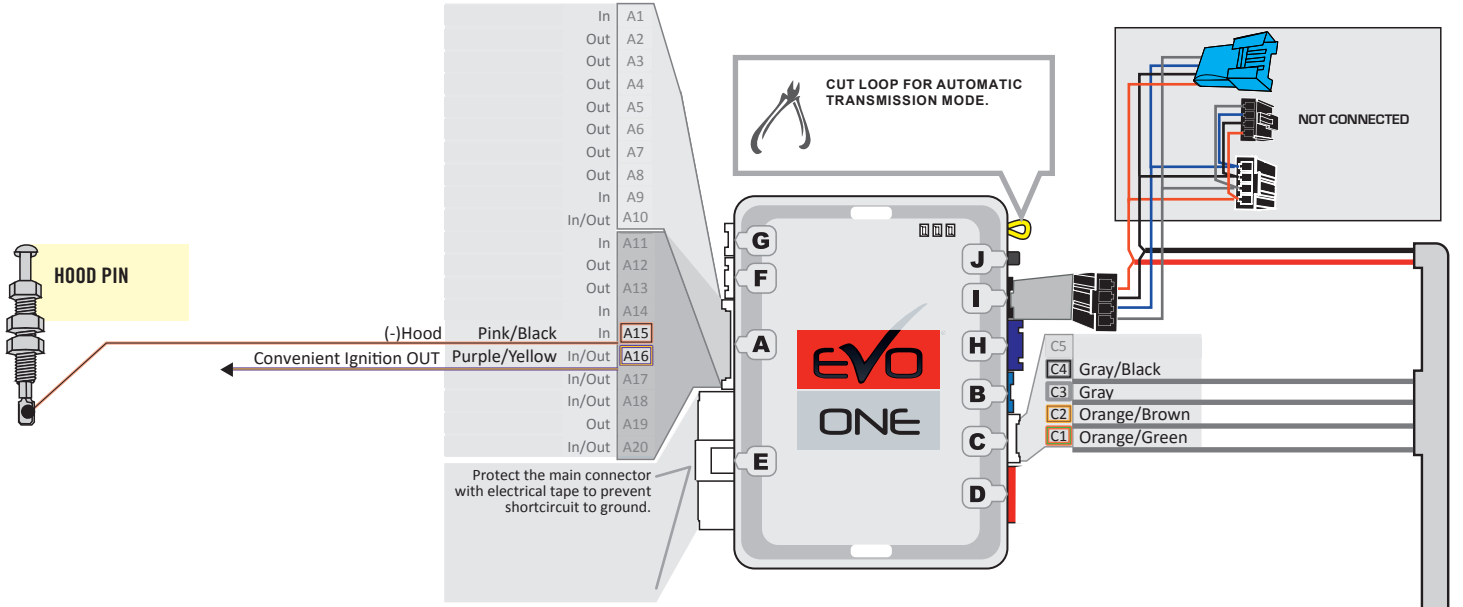 In A1
Out A2
Out A3
Out A4
Out A5
Out A6
Out A7
Out A8
In A9
In/Out A10
In A11
Out A12
Out A13
In A14
(-)Hood Pink/Black In A15
Convenient Ignition OUT Purple/Yellow In/Out A16
In/Out A17
In/Out A18
Out A19
In/Out A20
HOOD PIN
Protect the main connector
with electrical tape to prevent
shortcircuit to ground.
CUT LOOP FOR AUTOMATIC
TRANSMISSION MODE.
NOT CONNECTED
G
F
A
E
J
I
H
B
C
D
EVO
ONE
C5
C4 Gray/Black
C3 Gray
C2 Orange/Brown
C1 Orange/Green